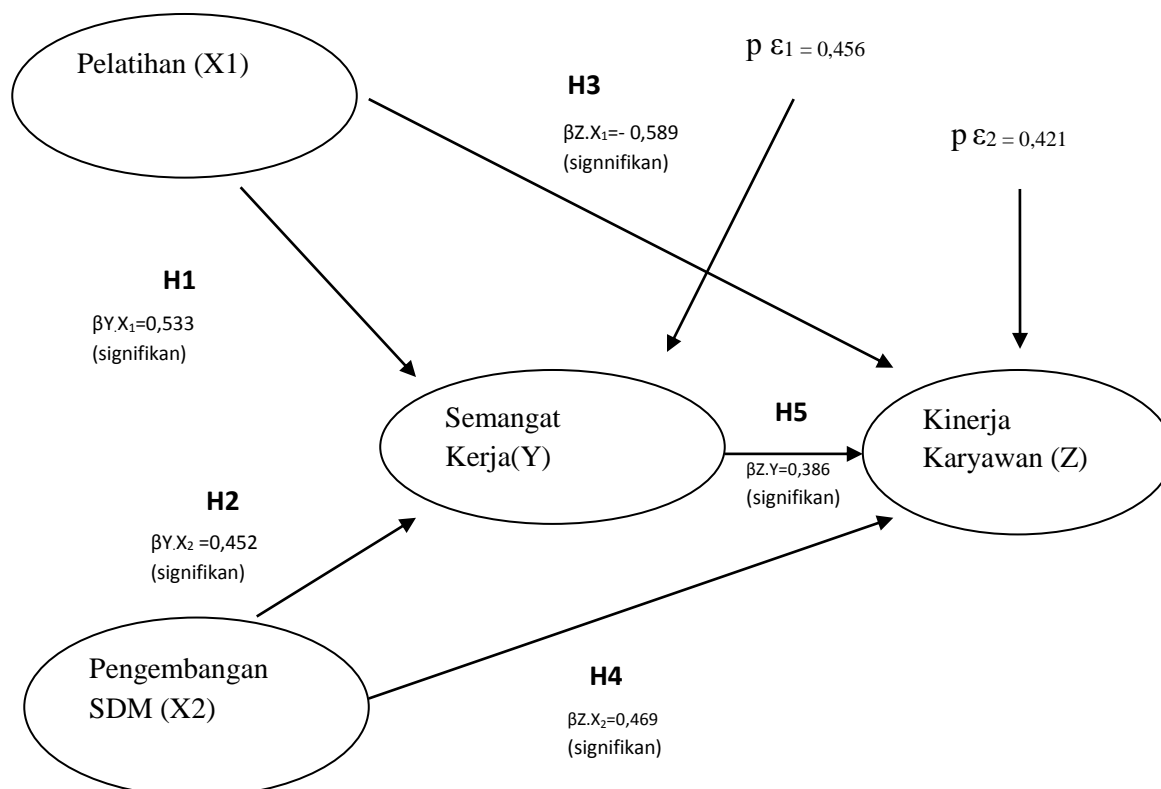 Pelatihan (X1)
p ε1 = 0,456
H3
βZ.X1=- 0,589
(signnifikan)
p ε2 = 0,421
H1
βY.X1=0,533
(signifikan)
Semangat
Kerja(Y)
H5
βZ.Y=0,386
(signifikan)
Kinerja
Karyawan (Z)
H2
βY.X2 =0,452
(signifikan)
Pengembangan
SDM (X2)
H4
βZ.X2=0,469
(signifikan)